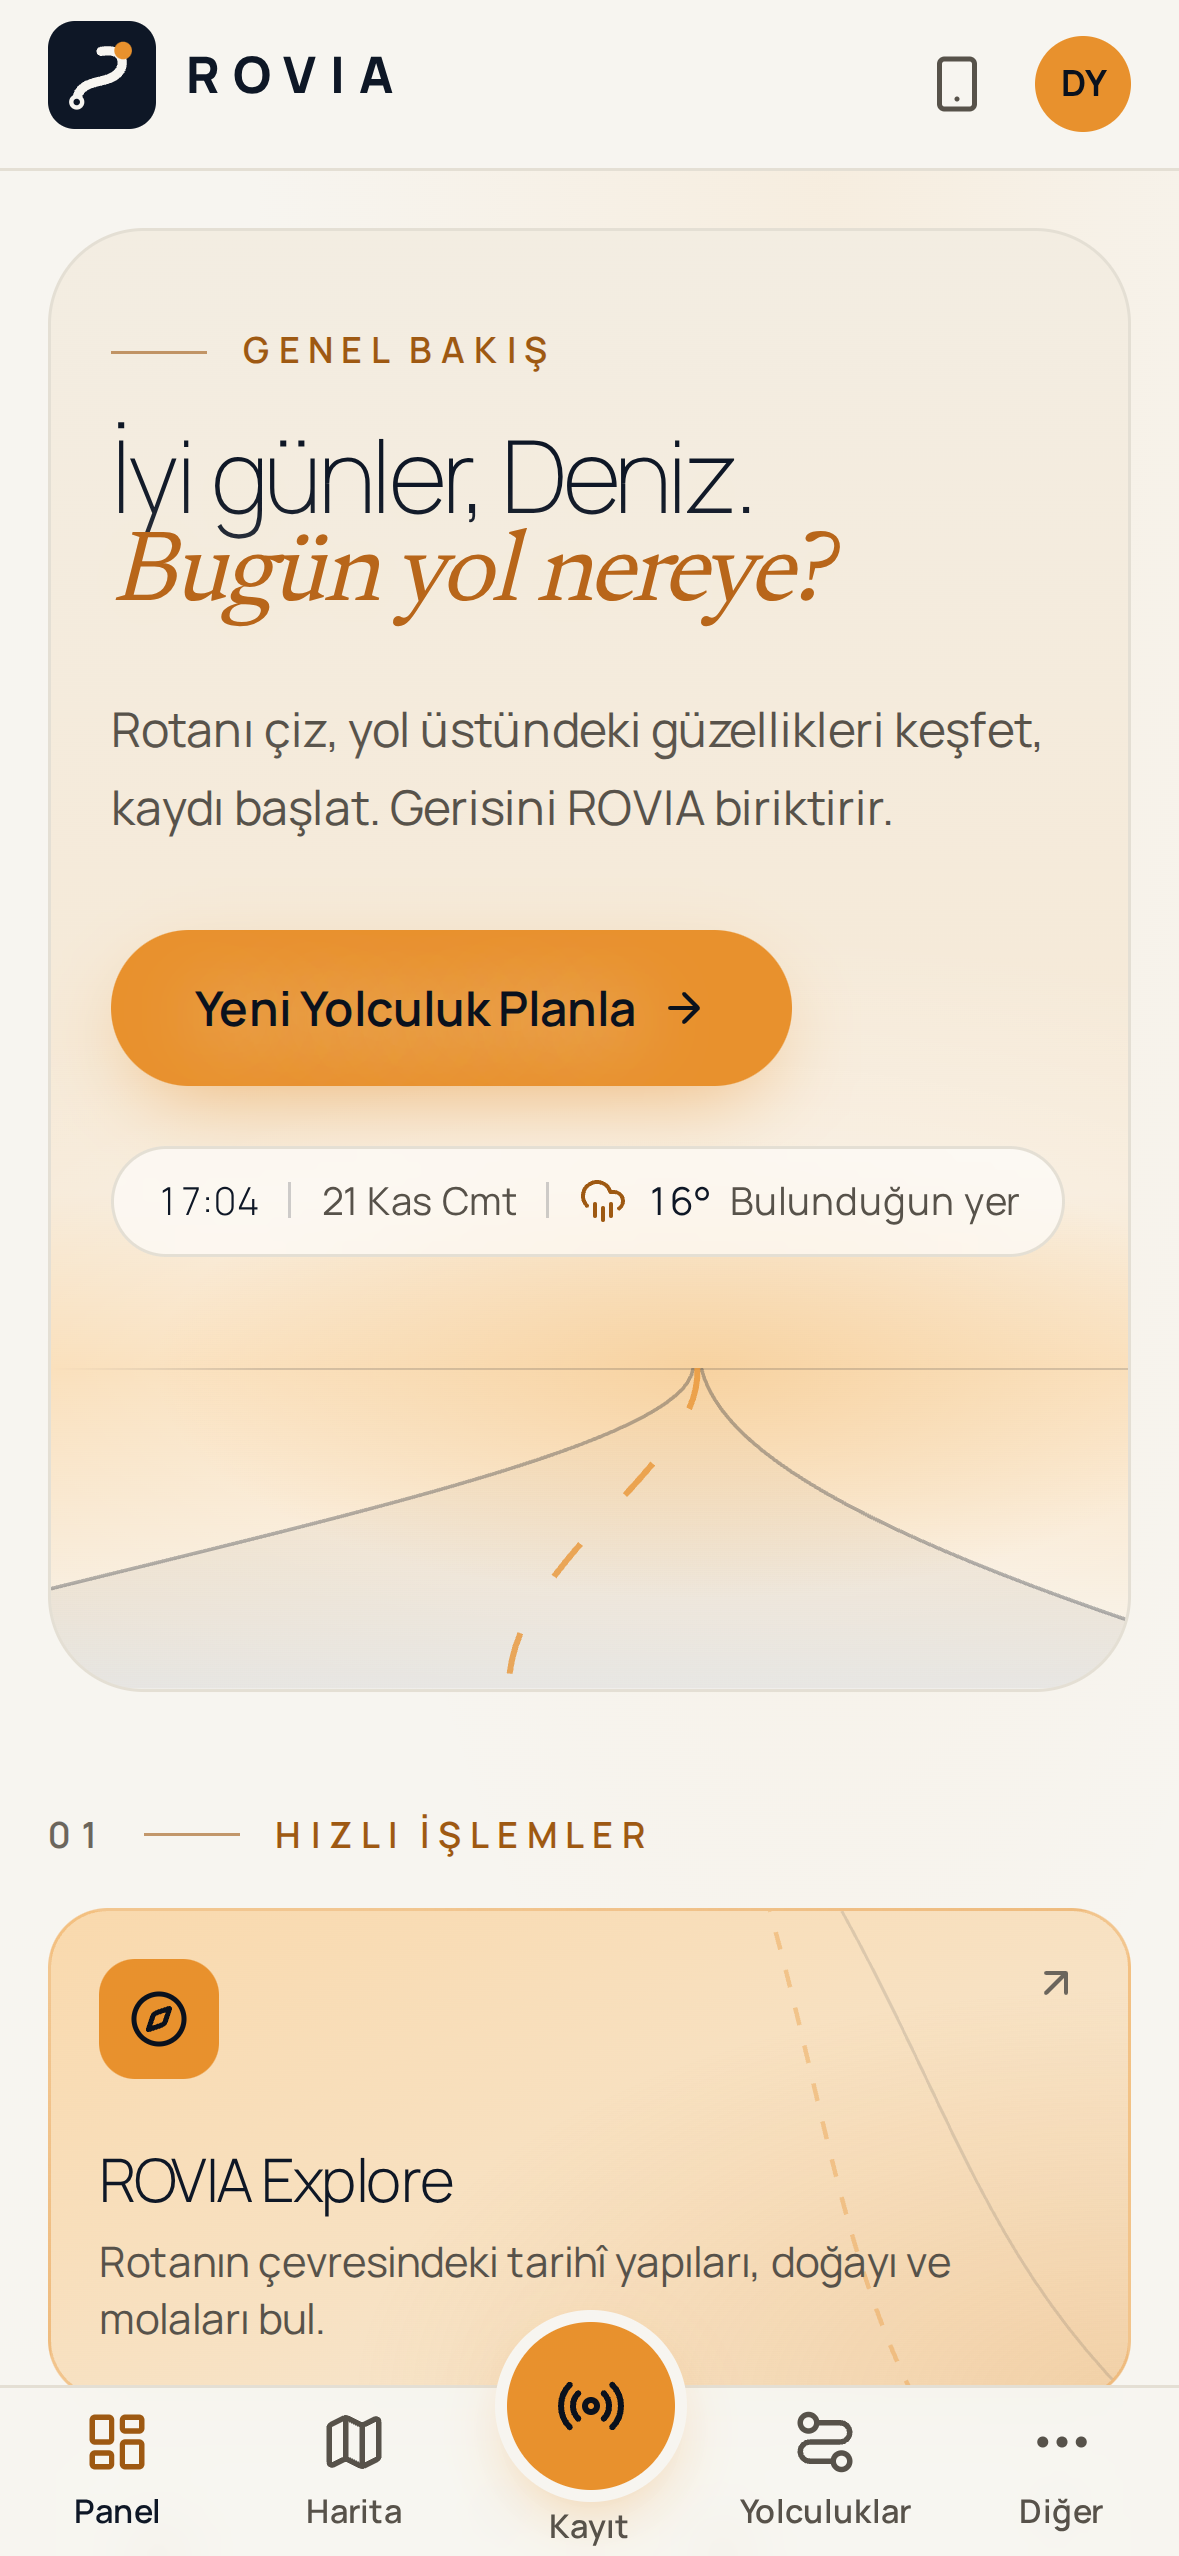 ROVIA
DY
GENEL BAKIŞ
İyi günler, Deniz.
Bugün yol nereye?
Rotanı çiz, yol üstündeki güzellikleri keşfet,
kaydı başlat. Gerisini ROVIA biriktirir.
Yeni Yolculuk Planla
17:04 21 Kas Cmt 16° Bulunduğun yer
01 HIZLI İŞLEMLER
ROVIA Explore
Rotanın çevresindeki tarihî yapıları, doğayı ve
molaları bul.
Panel Harita Kayıt Yolculuklar Diğer